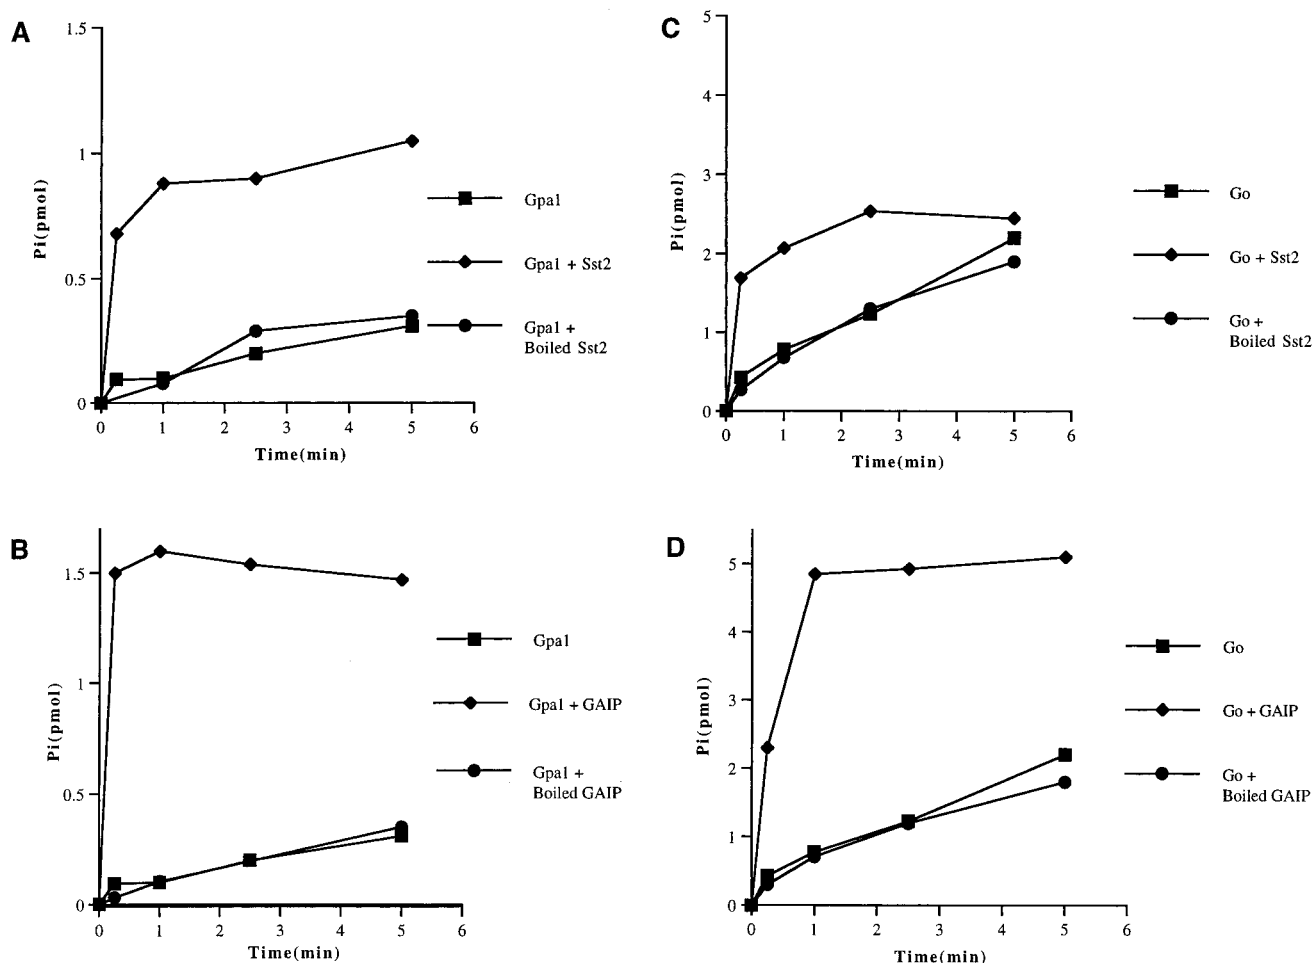 A
1.5
1
0.5
0
0 1 2 3 4 5 6
Pi(pmol)
Time(min)
Gpa1
Gpa1 + Sst2
Gpa1 +
Boiled Sst2
C
5
4
3
2
1
0
0 1 2 3 4 5 6
Pi(pmol)
Time(min)
Go
Go + Sst2
Go +
Boiled Sst2
B
1.5
1
0.5
0
0 1 2 3 4 5 6
Pi(pmol)
Time(min)
Gpa1
Gpa1 + GAIP
Gpa1 +
Boiled GAIP
D
5
4
3
2
1
0
0 1 2 3 4 5 6
Pi(pmol)
Time(min)
Go
Go + GAIP
Go +
Boiled GAIP